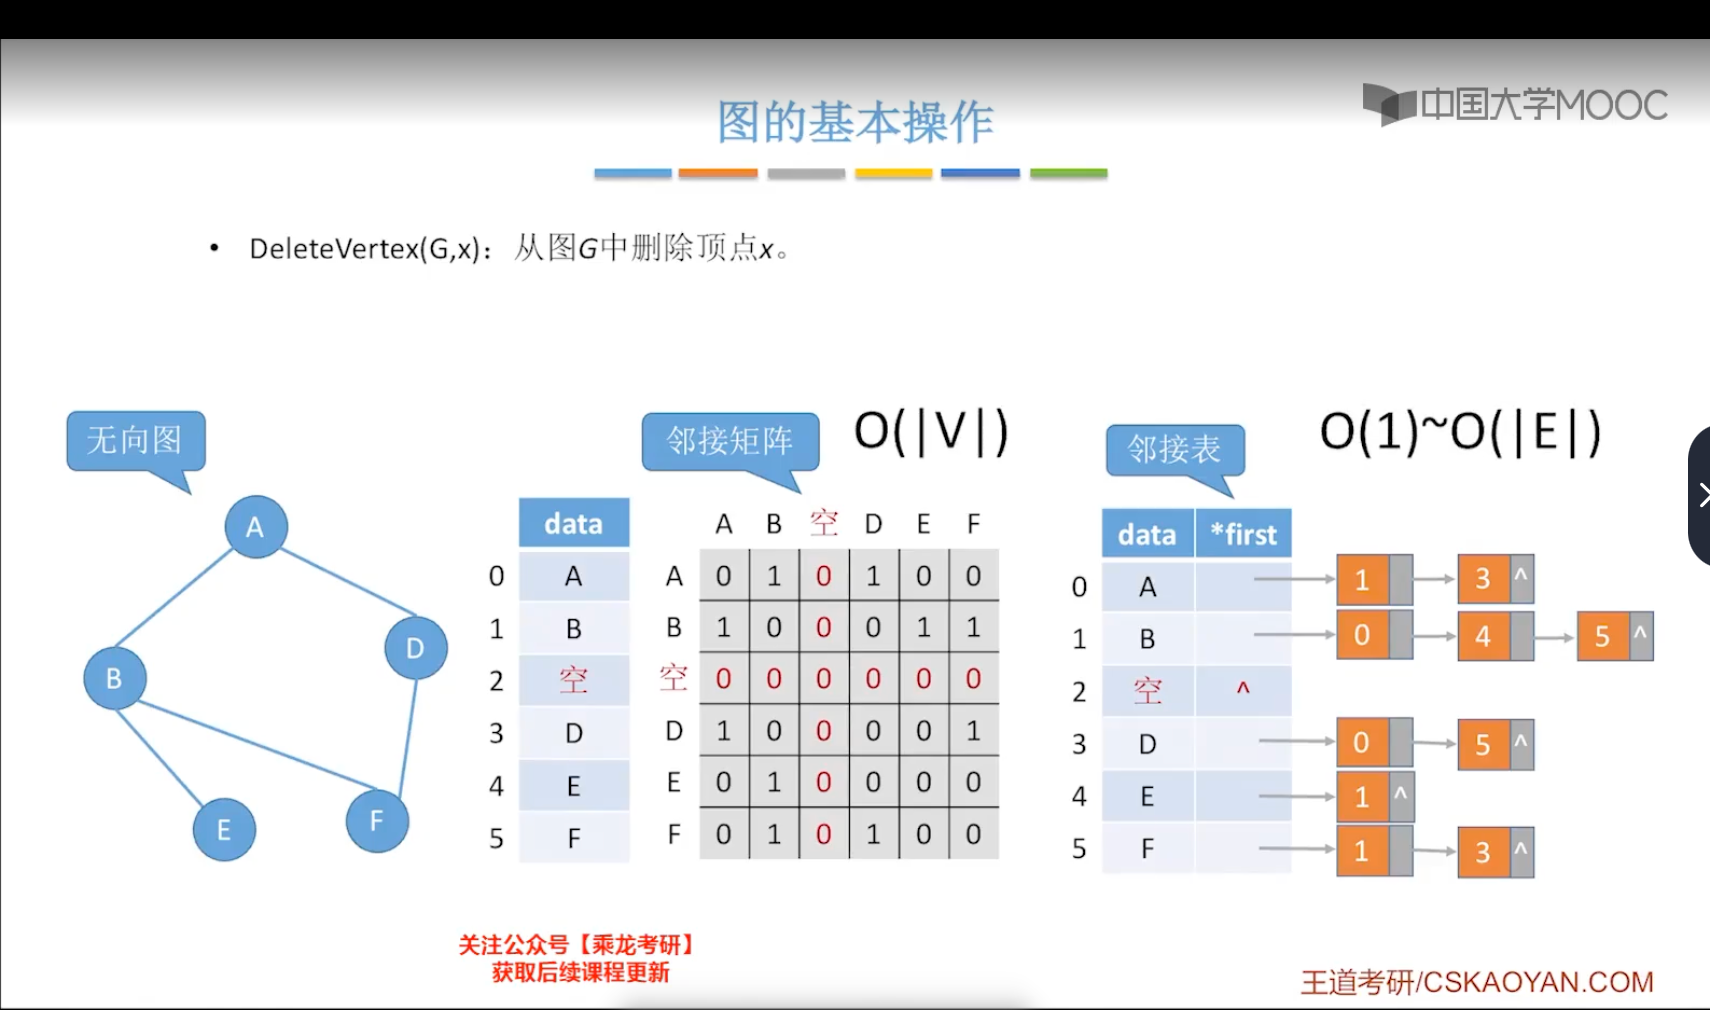 中国大学MOOC
图的基本操作
• DeleteVertex(G,x)：从图G中删除顶点x。
无向图
A
D
B
F
E
data
0 A
1 B
2 空
3 D
4 E
5 F
邻接矩阵
O(|V|)
A B 空 D E F
A 0 1 0 1 0 0
B 1 0 0 0 1 1
空 0 0 0 0 0 0
D 1 0 0 0 0 1
E 0 1 0 0 0 0
F 0 1 0 1 0 0
邻接表
O(1)~O(|E|)
data *first
0 A 1 3 ^
1 B 0 4 5 ^
2 空 ^
3 D 0 5 ^
4 E 1 ^
5 F 1 3 ^
关注公众号【乘龙考研】
获取后续课程更新
王道考研/CSKAOYAN.COM